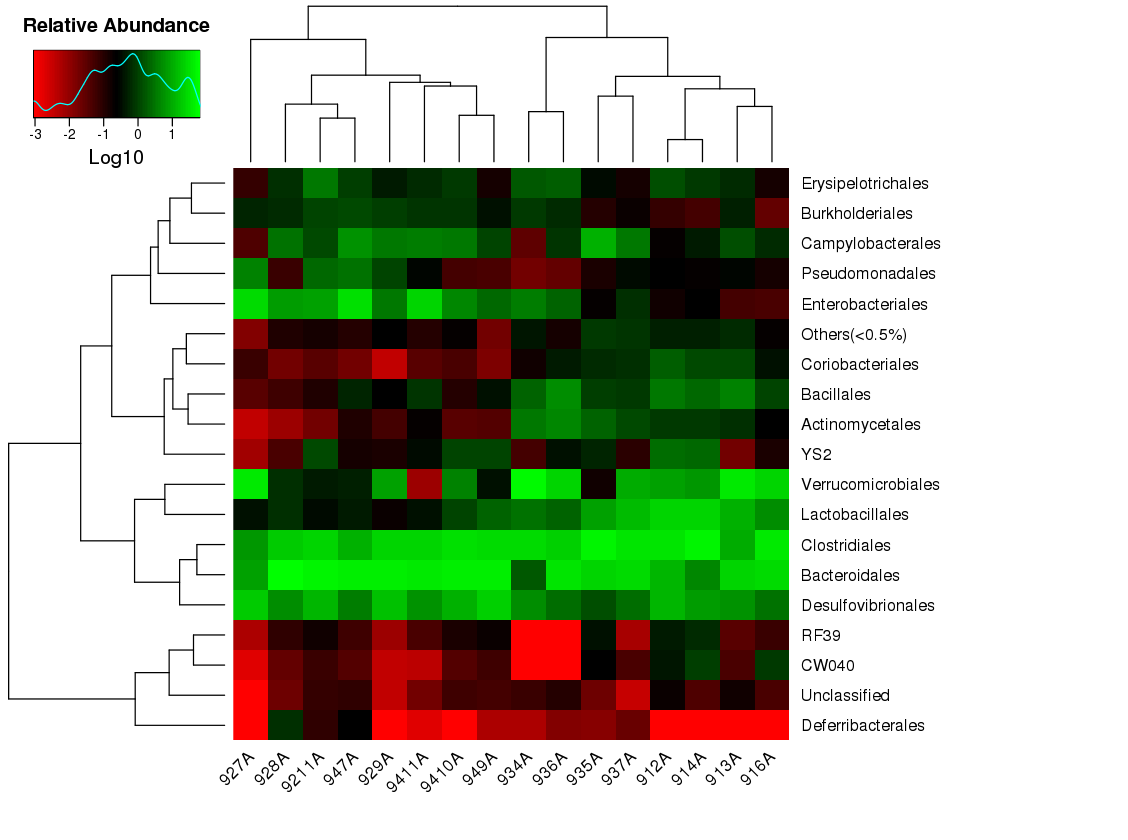 Relative Abundance
-3 -2 -1 0 1
Log10
Erysipelotrichales
Burkholderiales
Campylobacterales
Pseudomonadales
Enterobacteriales
Others(<0.5%)
Coriobacteriales
Bacillales
Actinomycetales
YS2
Verrucomicrobiales
Lactobacillales
Clostridiales
Bacteroidales
Desulfovibrionales
RF39
CW040
Unclassified
Deferribacterales
927A 928A 9211A 947A 929A 9411A 9410A 949A 934A 936A 935A 937A 912A 914A 913A 916A